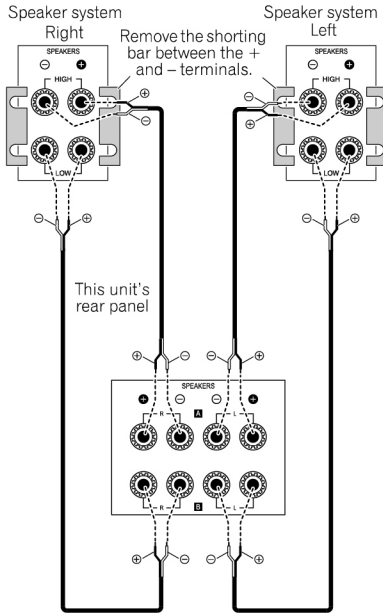 Speaker system
Right
Speaker system
Left
Remove the shorting
bar between the +
and – terminals.
SPEAKERS
⊖ ⊕
HIGH
LOW
⊕
⊖
⊖ ⊕
SPEAKERS
⊖ ⊕
HIGH
LOW
⊖
⊕
⊖ ⊕
This unit's
rear panel
⊕ ⊖ ⊖ ⊕
SPEAKERS
⊕ ⊖ ⊖ ⊕
R A L
R B L
⊕ ⊖ ⊖ ⊕